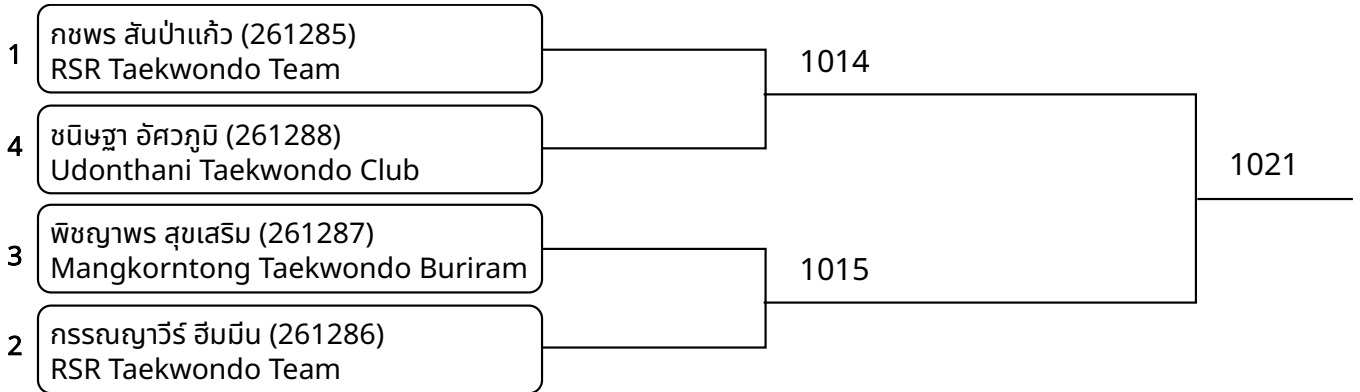 1
กชพร สันป่าแก้ว (261285)
RSR Taekwondo Team
1014
4
ชนิษฐา อัศวภูมิ (261288)
Udonthani Taekwondo Club
1021
3
พิชญาพร สุขเสริม (261287)
Mangkorntong Taekwondo Buriram
1015
2
กรรณญาวีร์ ฮีมมีน (261286)
RSR Taekwondo Team